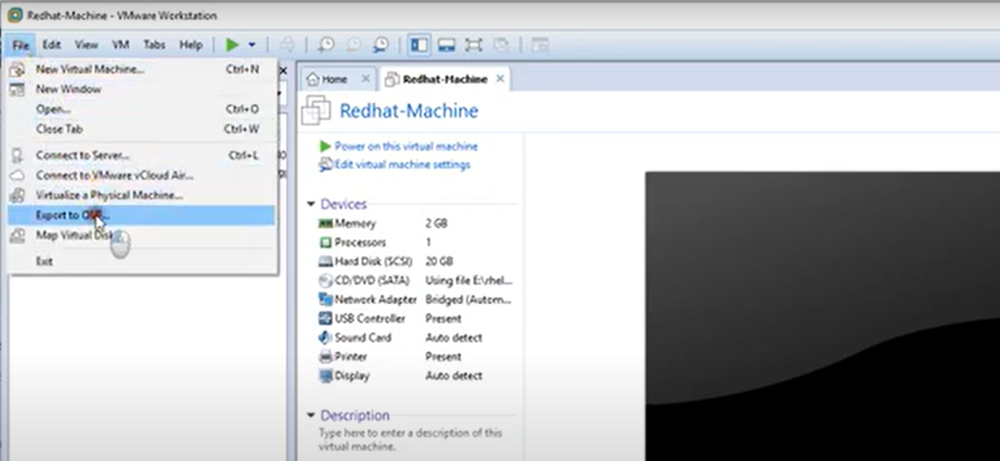 Redhat-Machine - VMware Workstation
File Edit View VM Tabs Help
New Virtual Machine... Ctrl+N
New Window
Open... Ctrl+O
Close Tab Ctrl+W
Connect to Server... Ctrl+L
Connect to VMware vCloud Air...
Virtualize a Physical Machine...
Export to
Map Virtual Disk
Exit
Home Redhat-Machine
Redhat-Machine
Power on this virtual machine
Edit virtual machine settings
Devices
Memory 2 GB
Processors 1
Hard Disk (SCSI) 20 GB
CD/DVD (SATA) Using file E:\rhel...
Network Adapter Bridged (Autom...
USB Controller Present
Sound Card Auto detect
Printer Present
Display Auto detect
Description
Type here to enter a description of this
virtual machine.